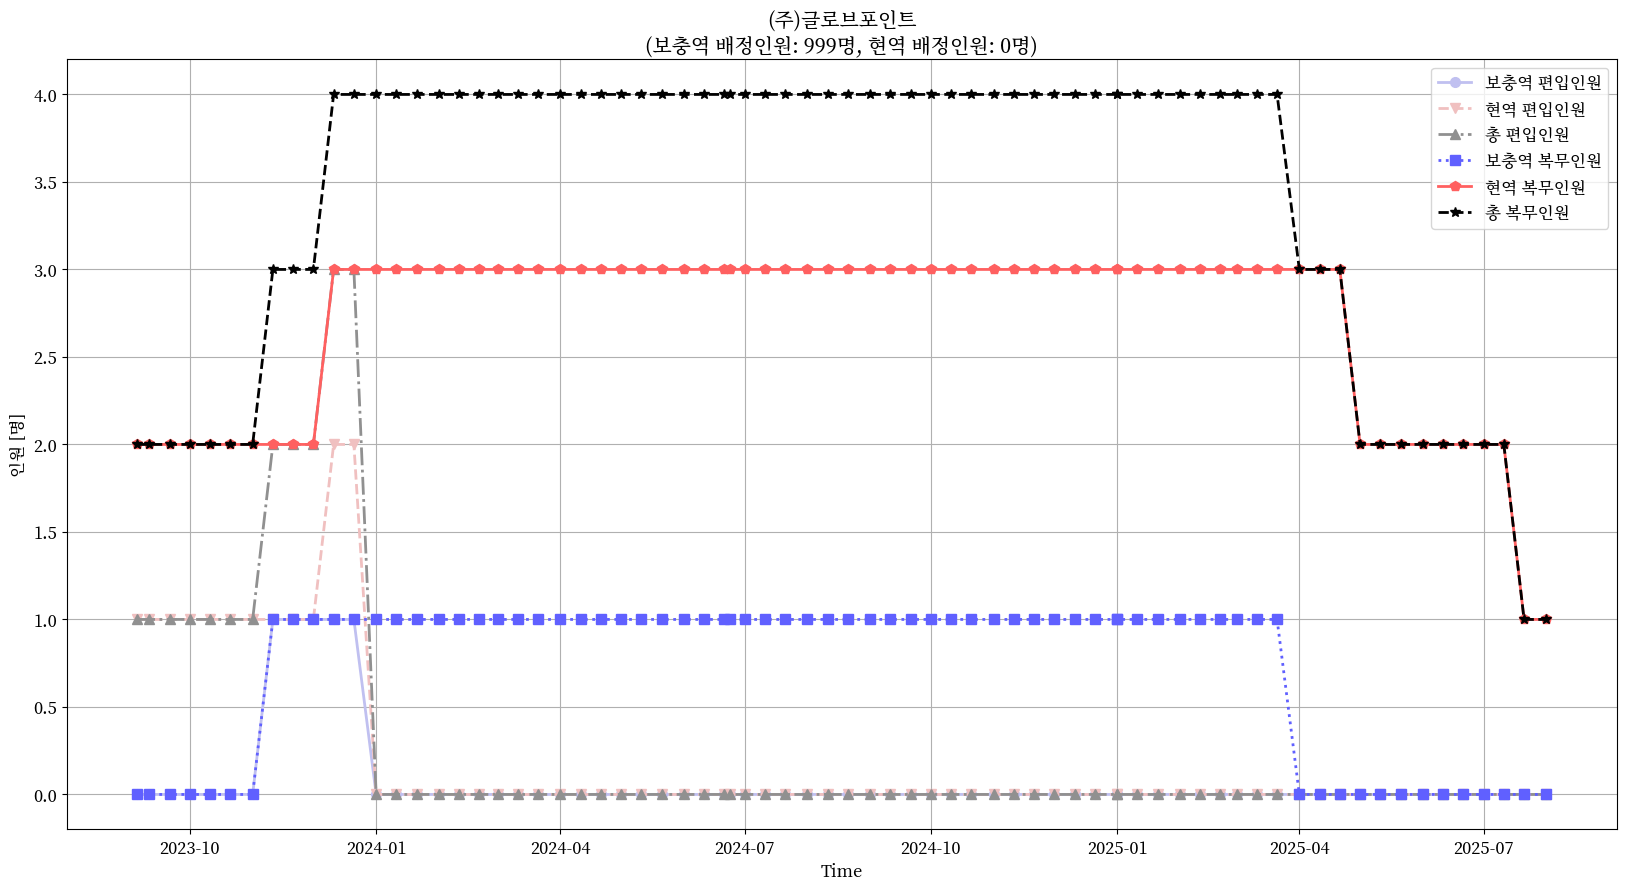 (주)글로브포인트
(보충역 배정인원: 999명, 현역 배정인원: 0명)
보충역 편입인원
현역 편입인원
총 편입인원
보충역 복무인원
현역 복무인원
총 복무인원
인원 [명]
4.0
3.5
3.0
2.5
2.0
1.5
1.0
0.5
0.0
2023-10
2024-01
2024-04
2024-07
2024-10
2025-01
2025-04
2025-07
Time